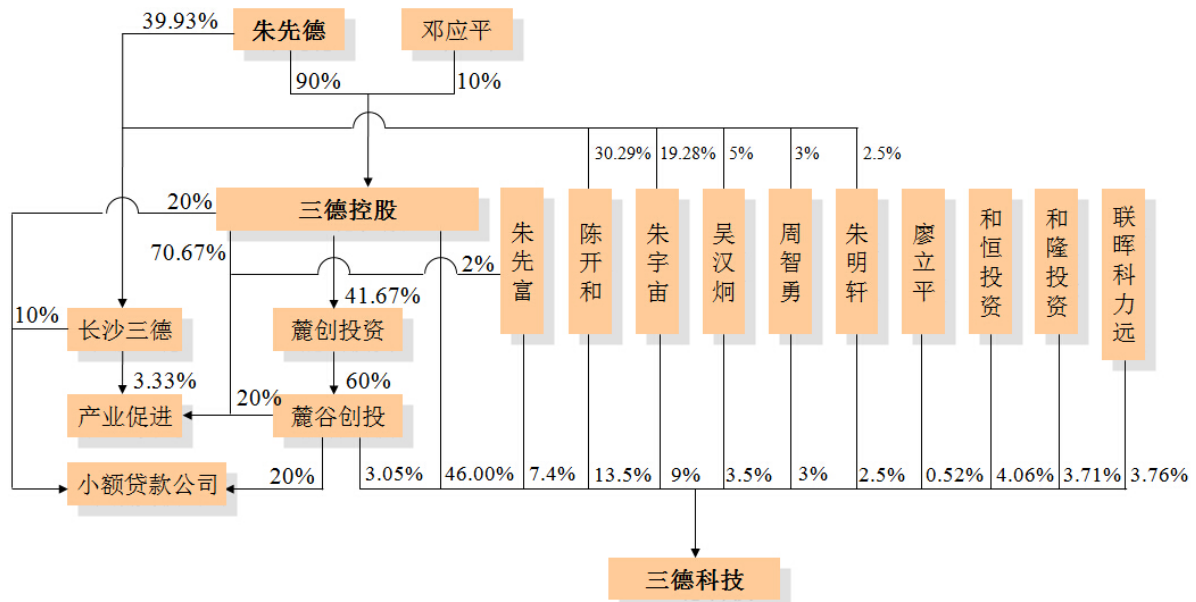 39.93%
朱先德
邓应平
90%
10%
30.29%
19.28%
5%
3%
2.5%
20%
三德控股
70.67%
2%
朱先富
陈开和
朱宇宙
吴汉炯
周智勇
朱明轩
廖立平
和恒投资
和隆投资
联晖科力远
41.67%
10%
长沙三德
麓创投资
3.33%
60%
产业促进
20%
麓谷创投
小额贷款公司
20%
3.05%
46.00%
7.4%
13.5%
9%
3.5%
3%
2.5%
0.52%
4.06%
3.71%
3.76%
三德科技